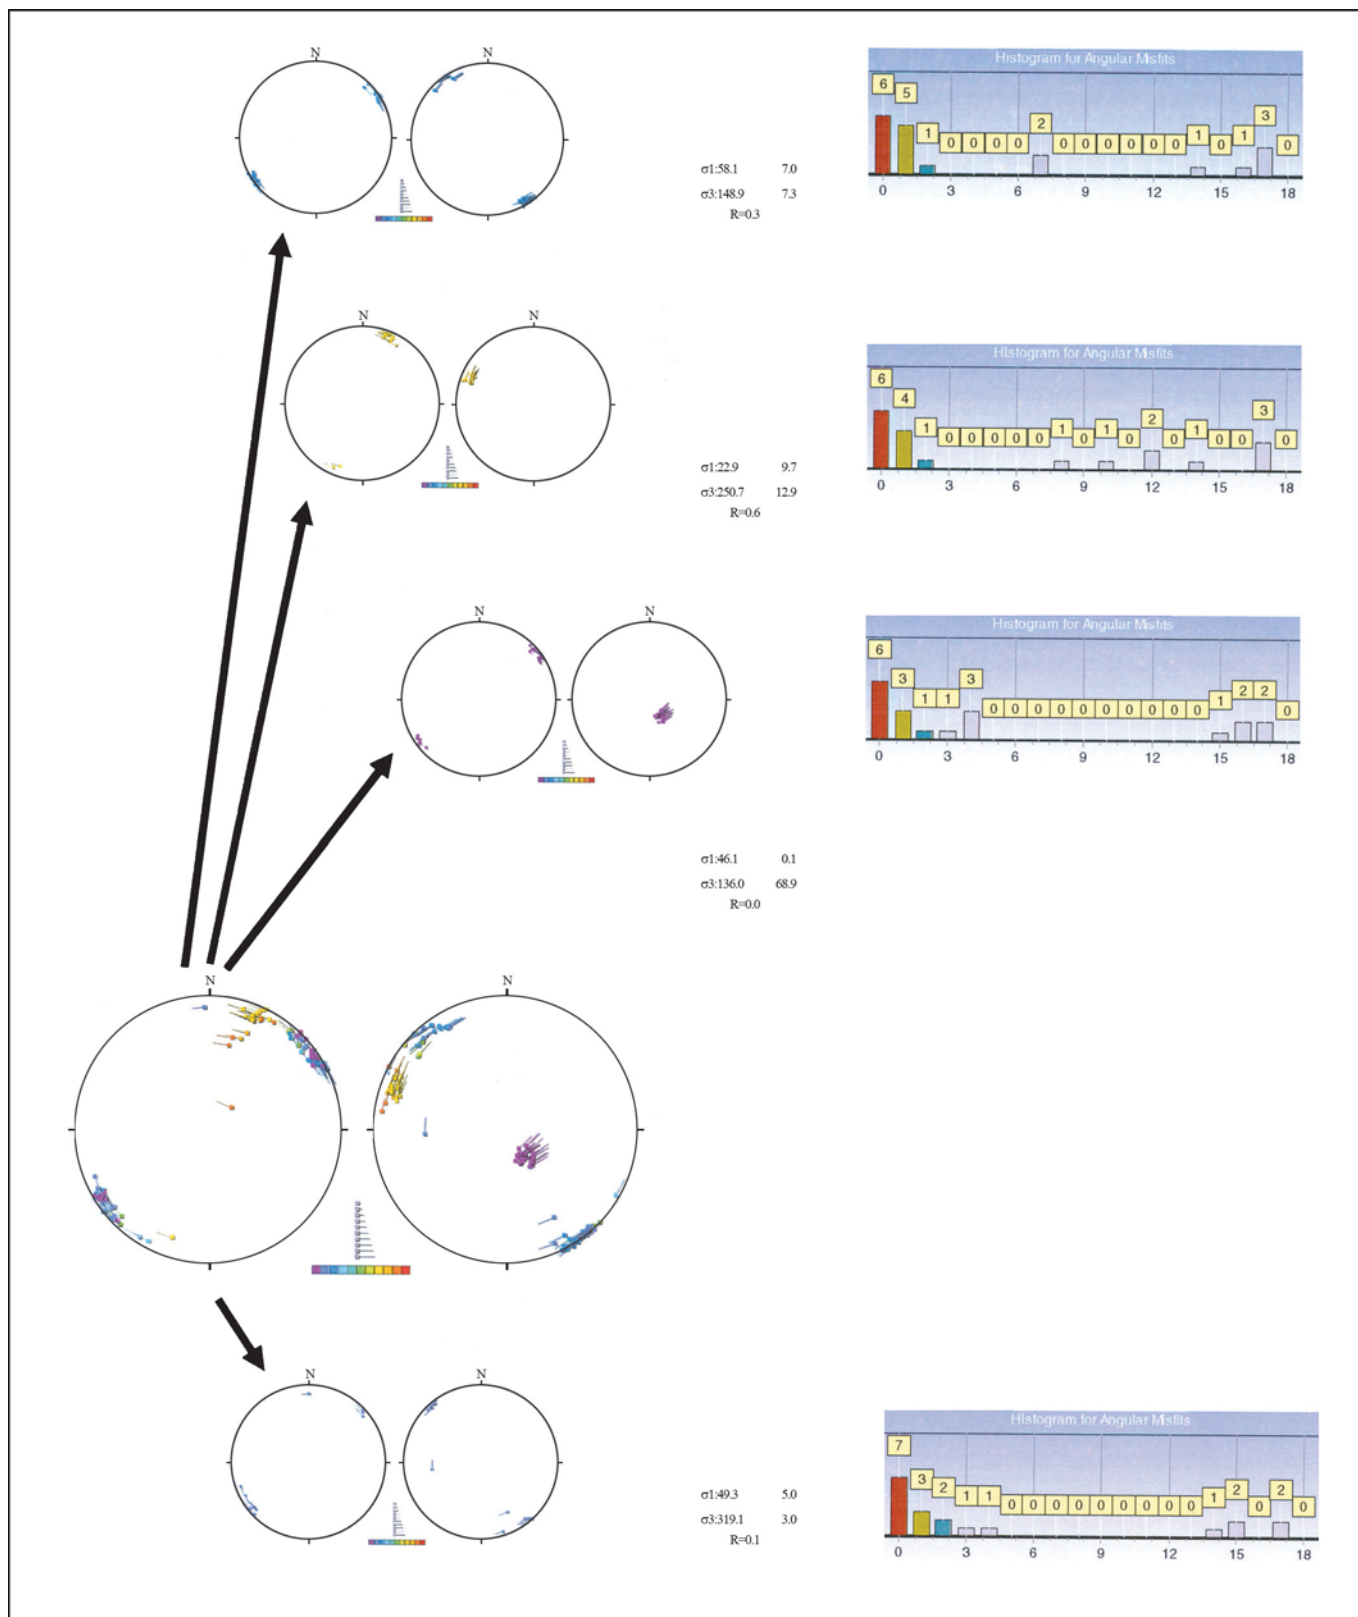 N
Histogram for Angular Misfits
6 5 1 0 0 0 0 2 0 0 0 0 0 0 1 0 1 3 0
0 3 6 9 12 15 18
σ1:58.1 7.0
σ3:148.9 7.3
R=0.3
N N
Histogram for Angular Misfits
6 4 1 0 0 0 0 0 1 0 1 0 2 0 1 0 0 3 0
0 3 6 9 12 15 18
σ1:22.9 9.7
σ3:250.7 12.9
R=0.6
N N
Histogram for Angular Misfits
6 3 1 1 3 0 0 0 0 0 0 0 0 0 0 1 2 2 0
0 3 6 9 12 15 18
σ1:46.1 0.1
σ3:136.0 68.9
R=0.0
N N
N N
Histogram for Angular Misfits
7 3 2 1 1 0 0 0 0 0 0 0 0 0 1 2 0 2 0
0 3 6 9 12 15 18
σ1:49.3 5.0
σ3:319.1 3.0
R=0.1